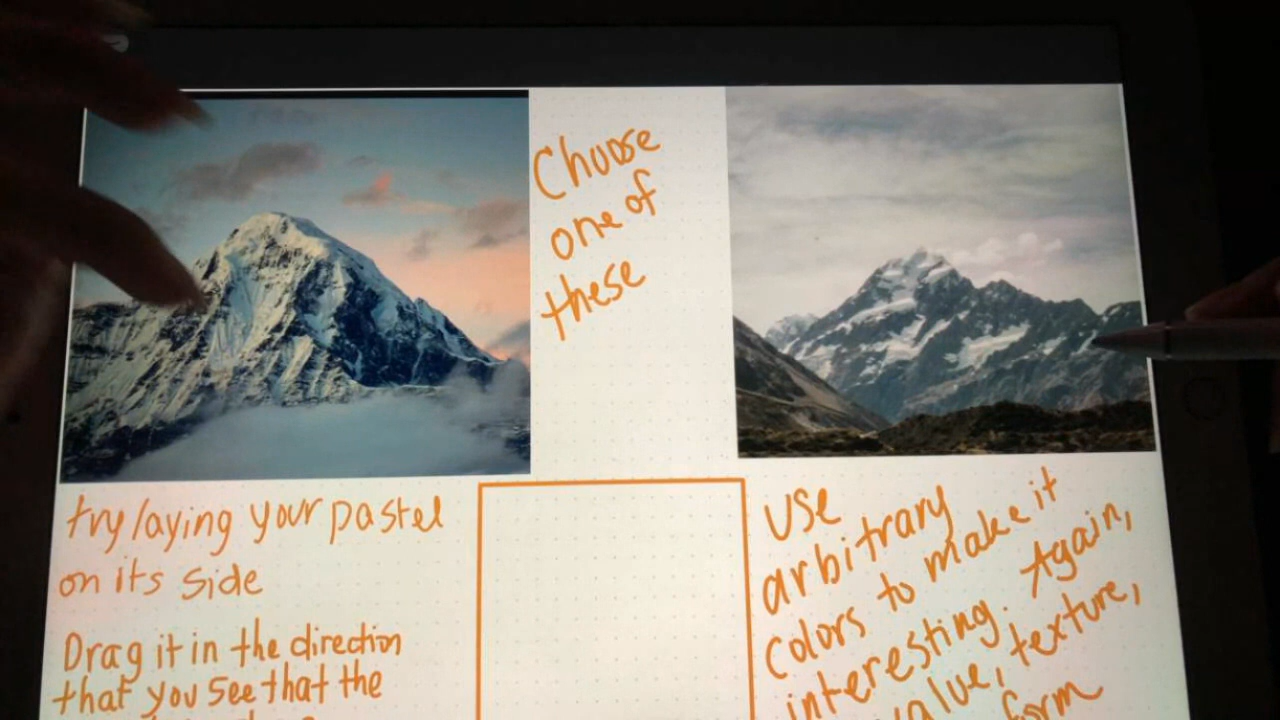 Choose
one of
these
try laying your pastel
on its side
Drag it in the direction
that you see that the
Use
arbitrary
colors to make it
interesting. Again,
value, texture,
form